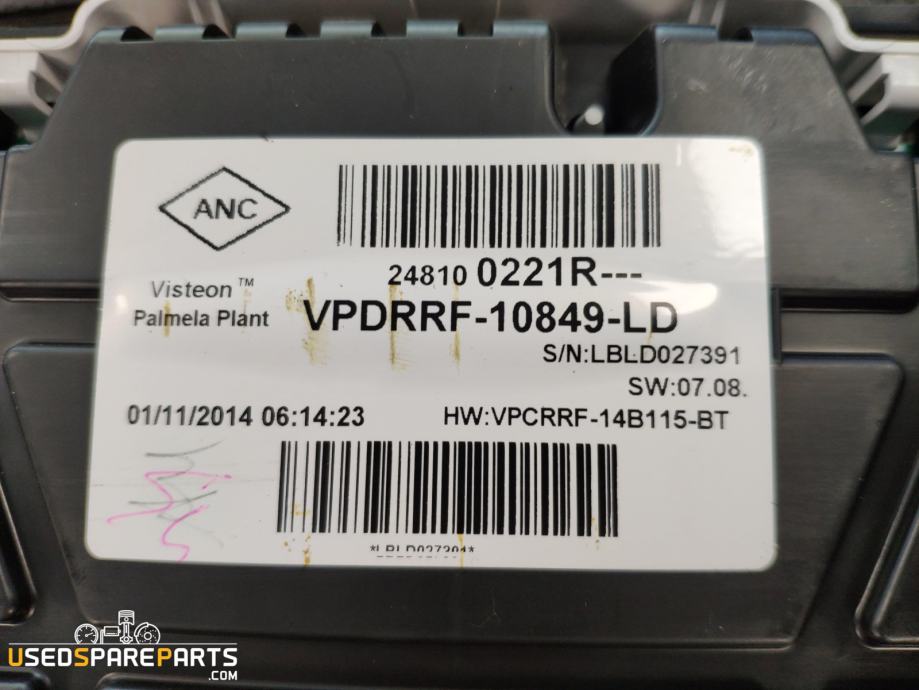 ANC
Visteon™
Palmela Plant
24810 0221R---
VPDRRF-10849-LD
S/N:LBLD027391
SW:07.08.
01/11/2014 06:14:23
HW:VPCRRF-14B115-BT
*LBLD027391*
USEDSPAREPARTS
.COM